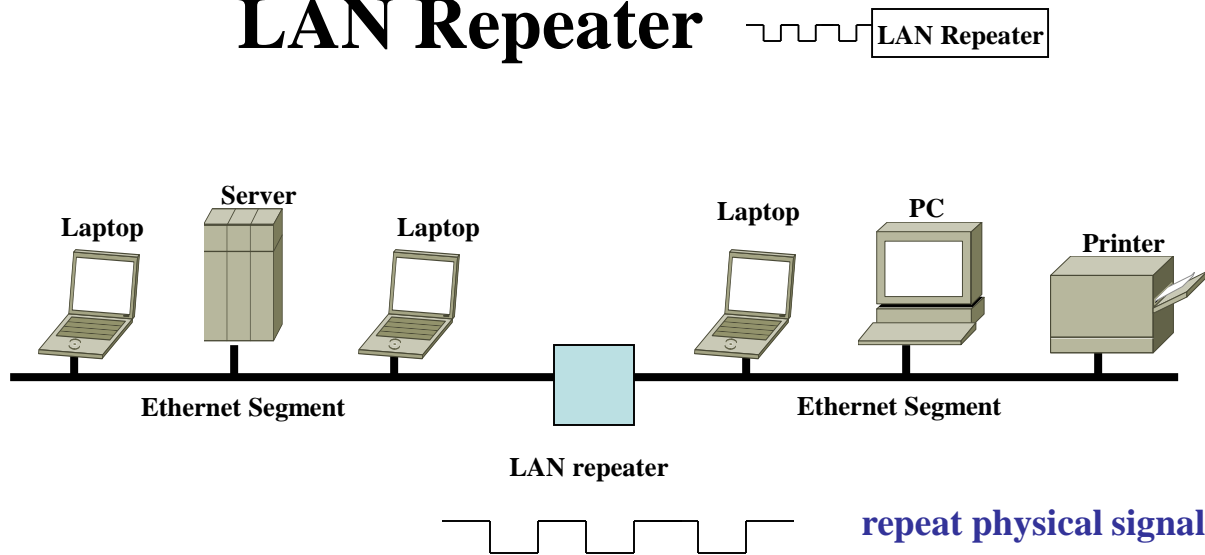 LAN Repeater
LAN Repeater
Server
Laptop
Laptop
Laptop
PC
Printer
Ethernet Segment
Ethernet Segment
LAN repeater
repeat physical signal